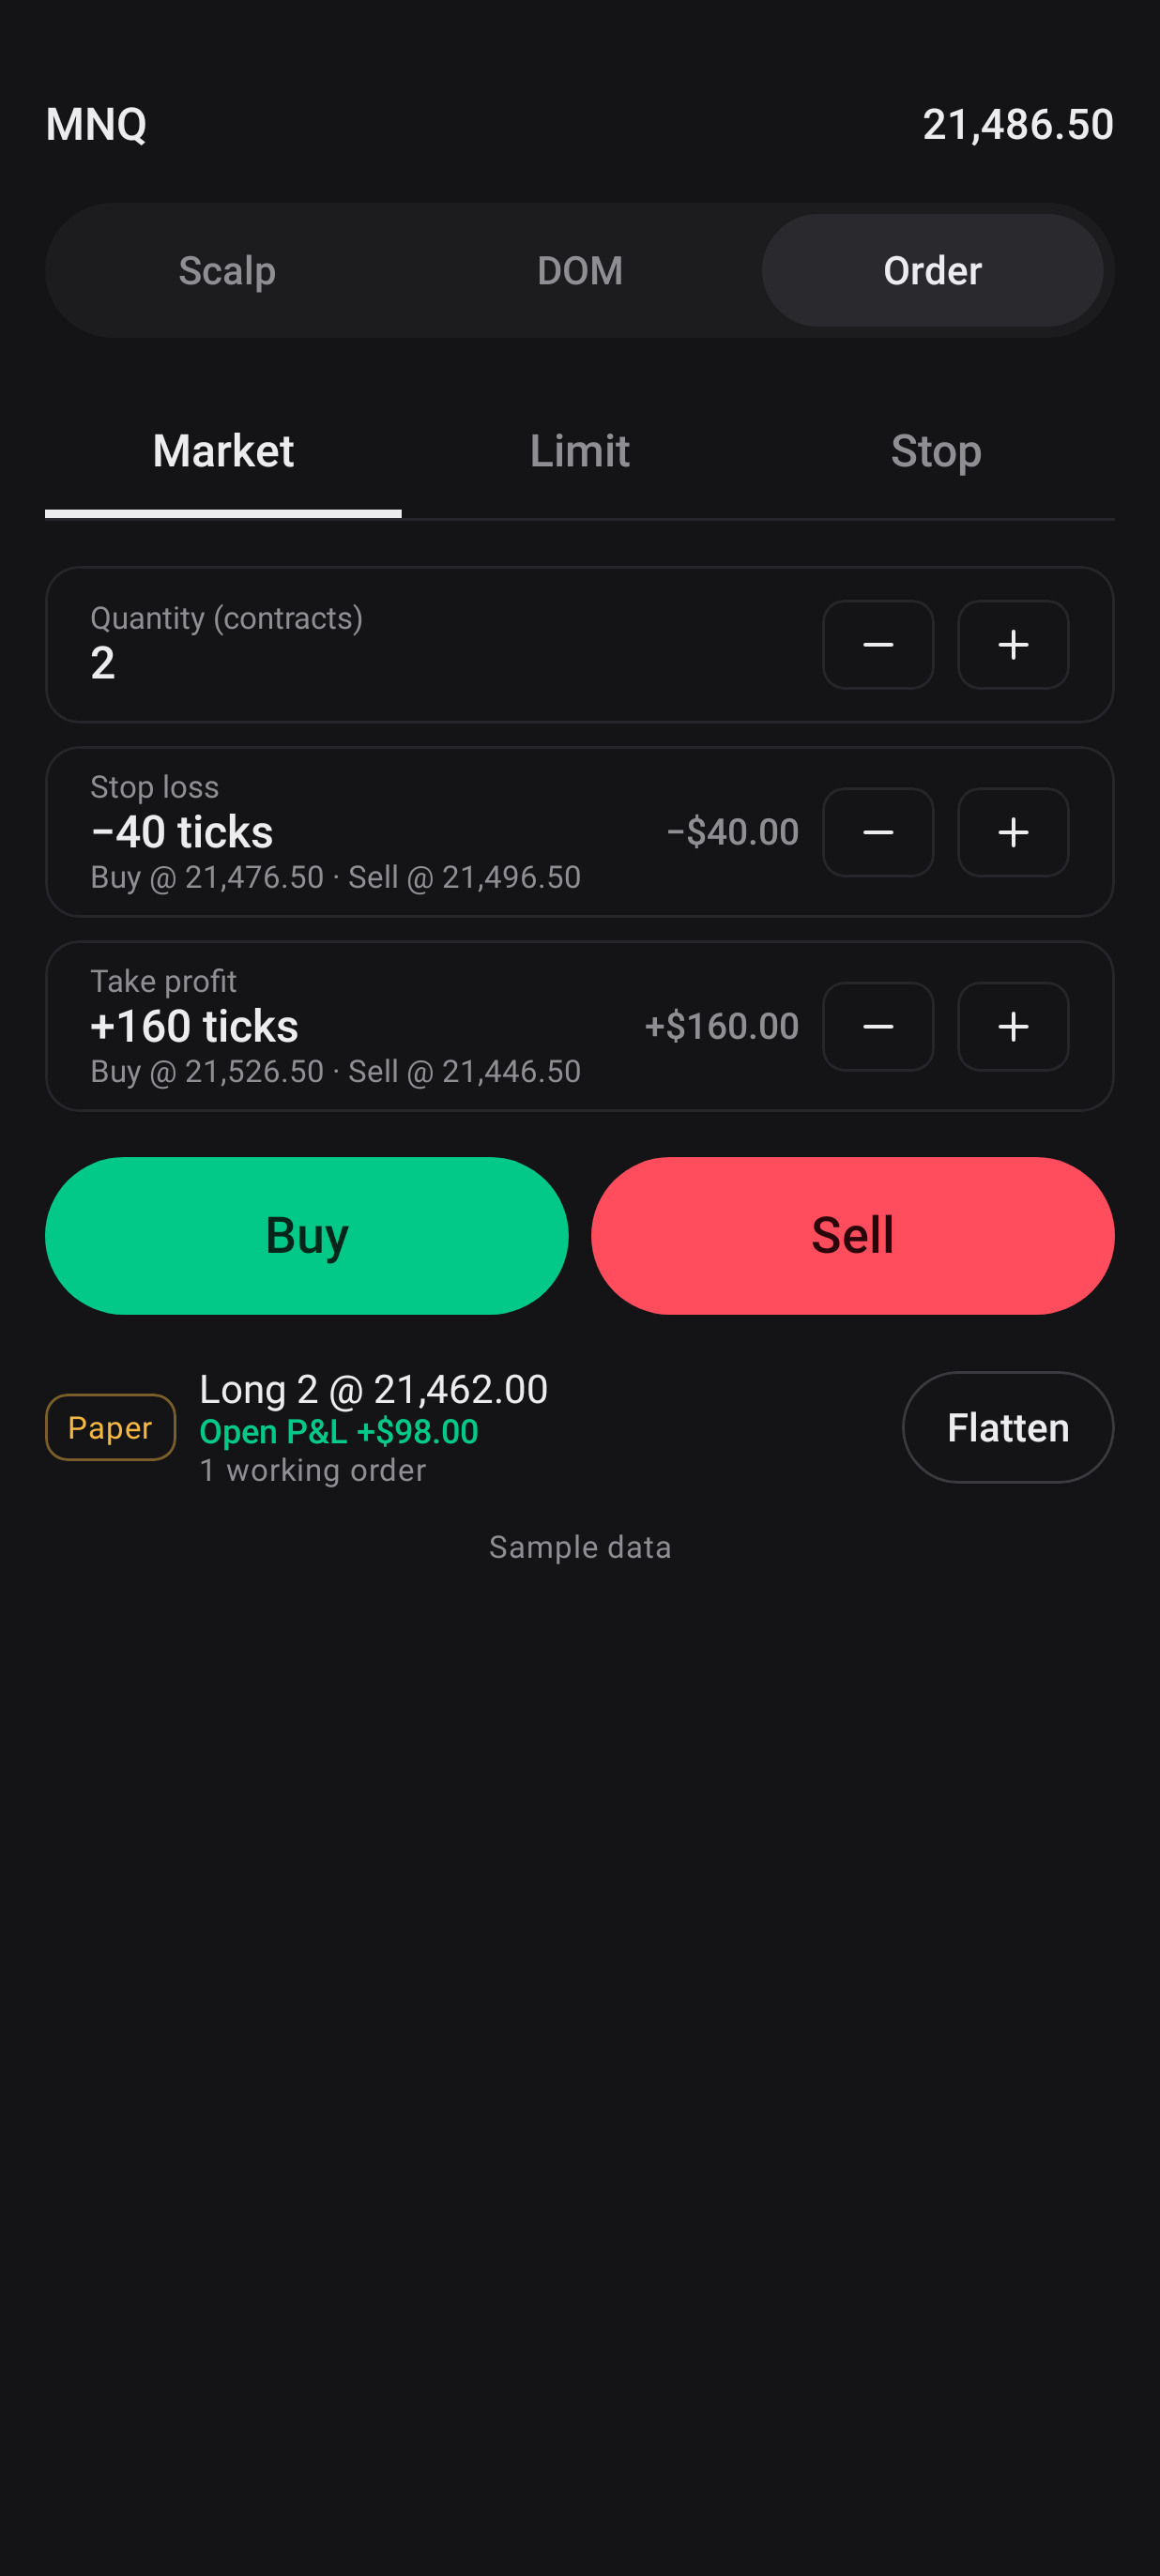 MNQ 21,486.50
Scalp DOM Order
Market Limit Stop
Quantity (contracts)
2
Stop loss
−40 ticks −$40.00
Buy @ 21,476.50 · Sell @ 21,496.50
Take profit
+160 ticks +$160.00
Buy @ 21,526.50 · Sell @ 21,446.50
Buy Sell
Paper
Long 2 @ 21,462.00
Open P&L +$98.00
1 working order
Flatten
Sample data